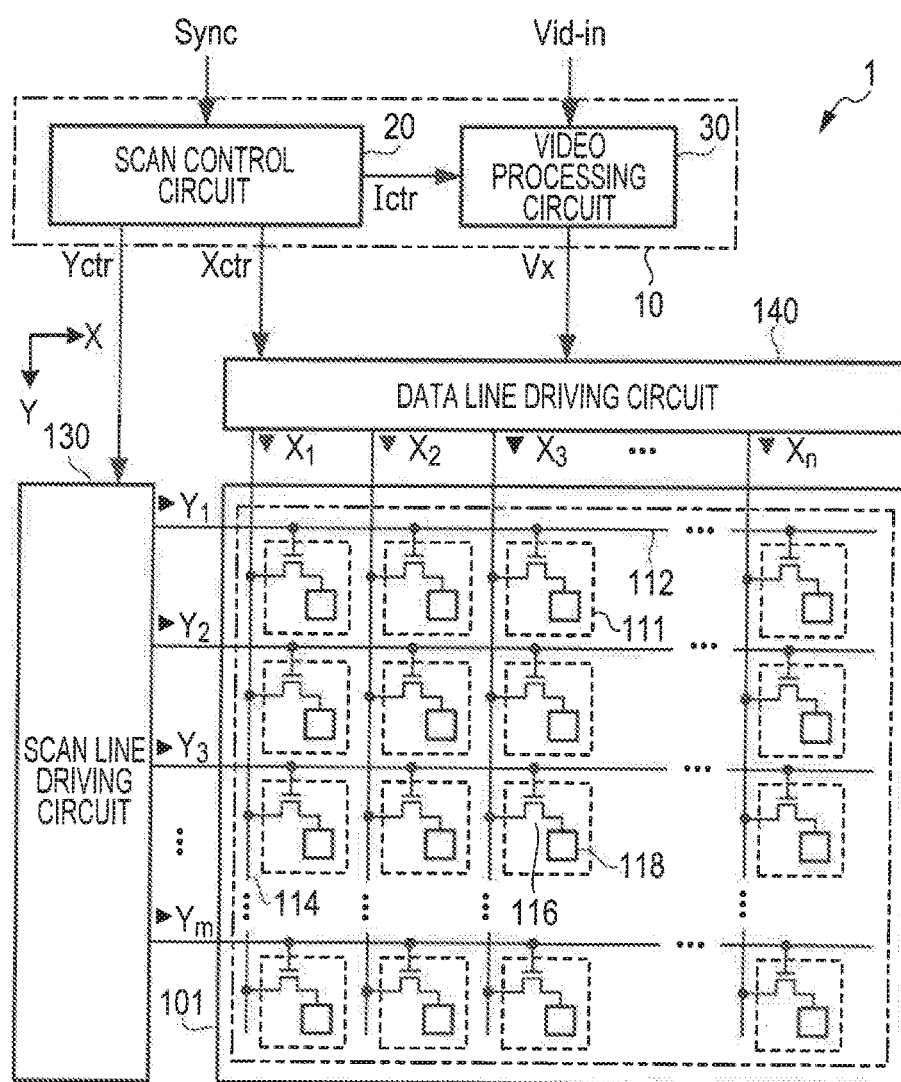 Sync
Vid-in
1
20
30
SCAN CONTROL
CIRCUIT
VIDEO
PROCESSING
CIRCUIT
Ictr
Yctr
Xctr
Vx
10
X
Y
140
DATA LINE DRIVING CIRCUIT
130
X1
X2
X3
...
Xn
Y1
...
112
111
Y2
...
Y3
...
SCAN LINE
DRIVING
CIRCUIT
118
114
116
Ym
...
101